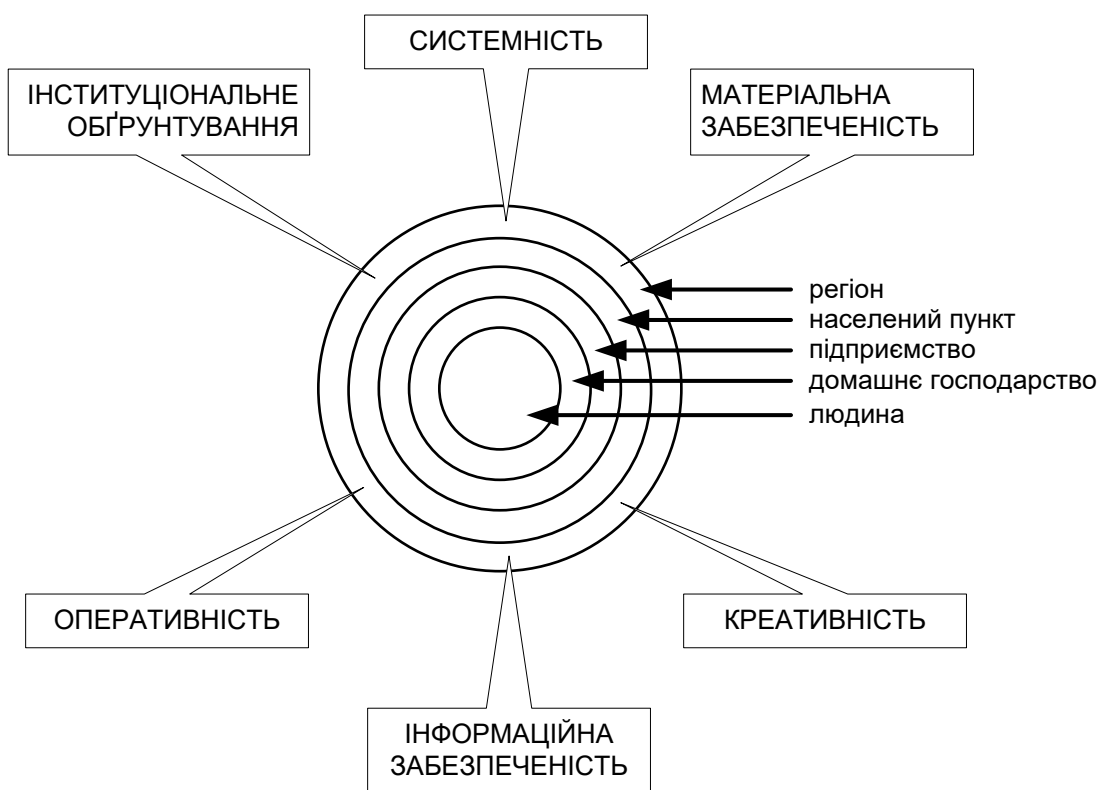 СИСТЕМНІСТЬ
ІНСТИТУЦІОНАЛЬНЕ
ОБҐРУНТУВАННЯ
МАТЕРІАЛЬНА
ЗАБЕЗПЕЧЕНІСТЬ
регіон
населений пункт
підприємство
домашнє господарство
людина
ОПЕРАТИВНІСТЬ
КРЕАТИВНІСТЬ
ІНФОРМАЦІЙНА
ЗАБЕЗПЕЧЕНІСТЬ